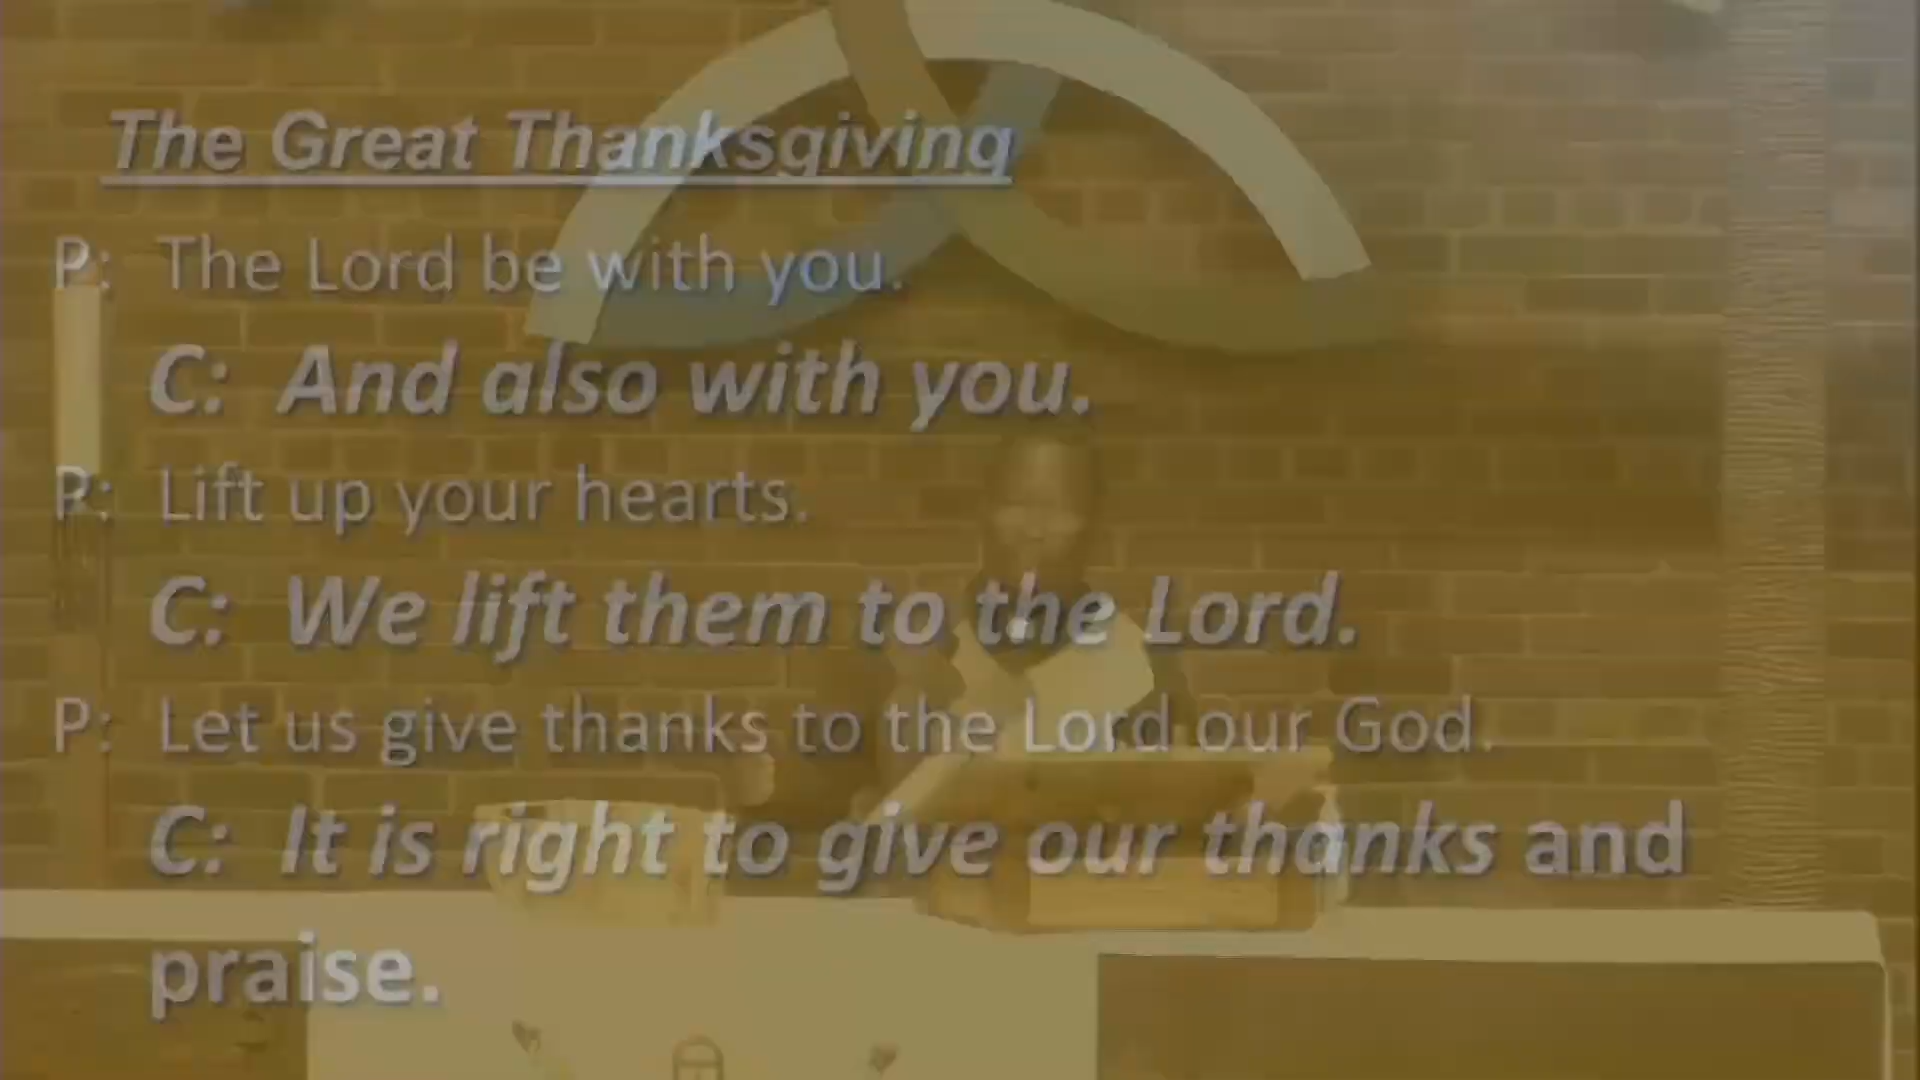 The Great Thanksgiving
P: The Lord be with you.
C: And also with you.
P: Lift up your hearts.
C: We lift them to the Lord.
P: Let us give thanks to the Lord our God.
C: It is right to give our thanks and
praise.